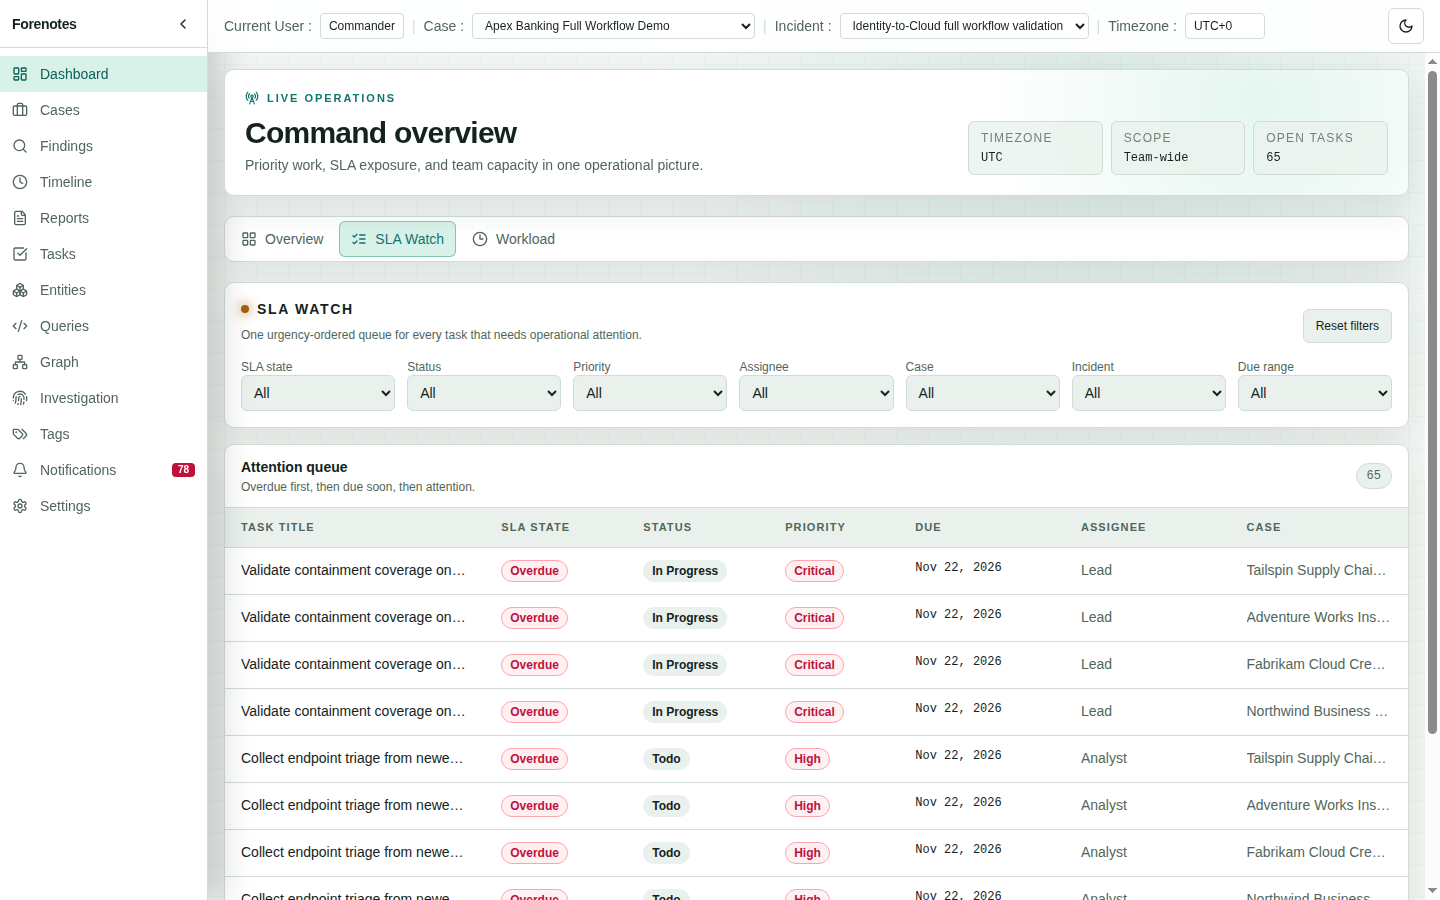 Forenotes
Current User : Commander | Case : Apex Banking Full Workflow Demo | Incident : Identity-to-Cloud full workflow validation | Timezone : UTC+0
Dashboard
Cases
Findings
Timeline
Reports
Tasks
Entities
Queries
Graph
Investigation
Tags
Notifications 78
Settings
LIVE OPERATIONS
Command overview
Priority work, SLA exposure, and team capacity in one operational picture.
TIMEZONE
UTC
SCOPE
Team-wide
OPEN TASKS
65
Overview SLA Watch Workload
SLA WATCH
One urgency-ordered queue for every task that needs operational attention.
Reset filters
SLA state Status Priority Assignee Case Incident Due range
All All All All All All All
Attention queue
Overdue first, then due soon, then attention.
65
TASK TITLE SLA STATE STATUS PRIORITY DUE ASSIGNEE CASE
Validate containment coverage on… Overdue In Progress Critical Nov 22, 2026 Lead Tailspin Supply Chai…
Validate containment coverage on… Overdue In Progress Critical Nov 22, 2026 Lead Adventure Works Ins…
Validate containment coverage on… Overdue In Progress Critical Nov 22, 2026 Lead Fabrikam Cloud Cre…
Validate containment coverage on… Overdue In Progress Critical Nov 22, 2026 Lead Northwind Business …
Collect endpoint triage from newe… Overdue Todo High Nov 22, 2026 Analyst Tailspin Supply Chai…
Collect endpoint triage from newe… Overdue Todo High Nov 22, 2026 Analyst Adventure Works Ins…
Collect endpoint triage from newe… Overdue Todo High Nov 22, 2026 Analyst Fabrikam Cloud Cre…
Collect endpoint triage from newe… Overdue Todo High Nov 22, 2026 Analyst Northwind Business …